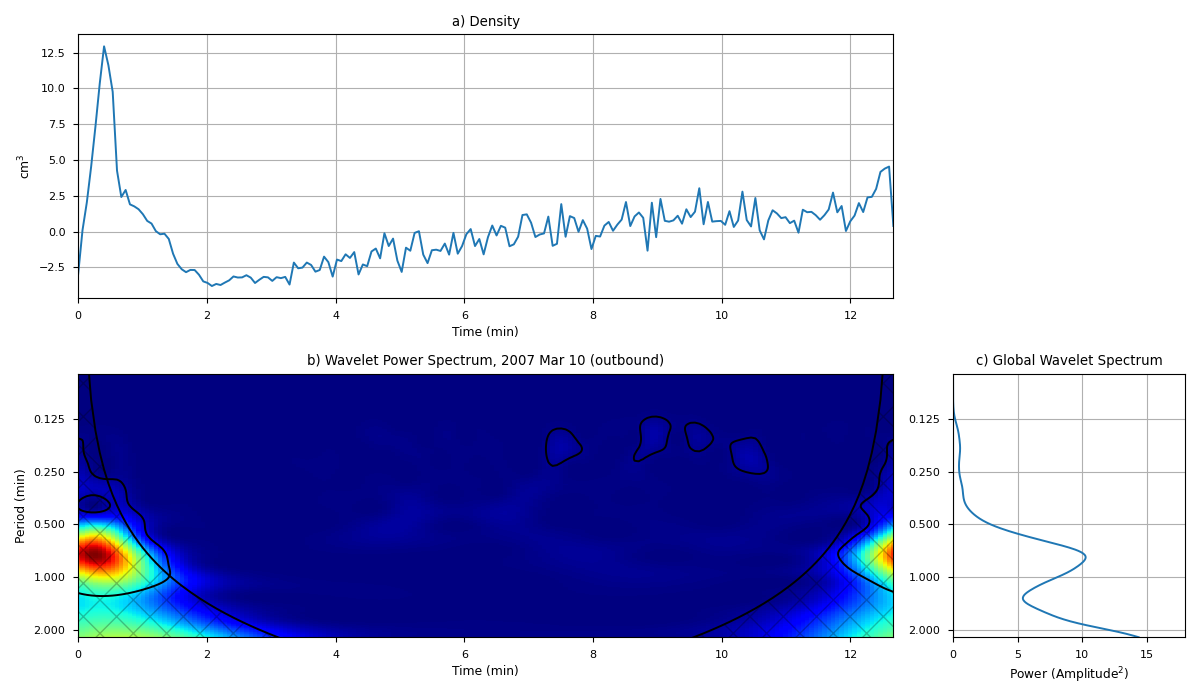 a) Density
12.5
10.0
7.5
5.0
2.5
0.0
−2.5
cm³
0 2 4 6 8 10 12
Time (min)
b) Wavelet Power Spectrum, 2007 Mar 10 (outbound)
0.125
0.250
0.500
1.000
2.000
Period (min)
0 2 4 6 8 10 12
Time (min)
c) Global Wavelet Spectrum
0.125
0.250
0.500
1.000
2.000
0 5 10 15
Power (Amplitude²)